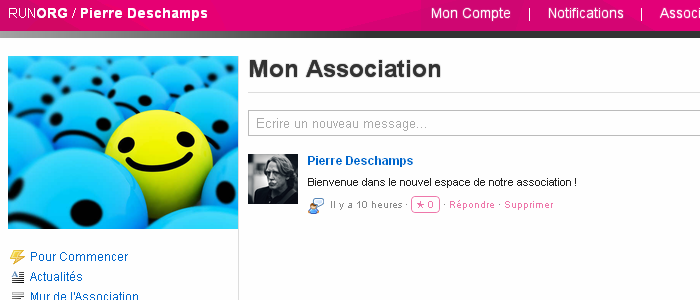 RUNORG / Pierre Deschamps
Mon Compte | Notifications |
Mon Association
Ecrire un nouveau message...
Pierre Deschamps
Bienvenue dans le nouvel espace de notre association !
Il y a 10 heures · ★ 0 · Répondre · Supprimer
Pour Commencer
Actualités
Mur de l'Association